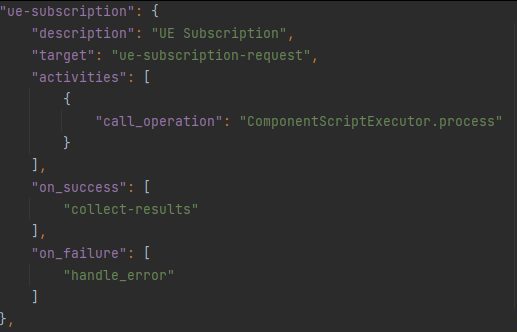 "ue-subscription": {
    "description": "UE Subscription",
    "target": "ue-subscription-request",
    "activities": [
        {
            "call_operation": "ComponentScriptExecutor.process"
        }
    ],
    "on_success": [
        "collect-results"
    ],
    "on_failure": [
        "handle_error"
    ]
},